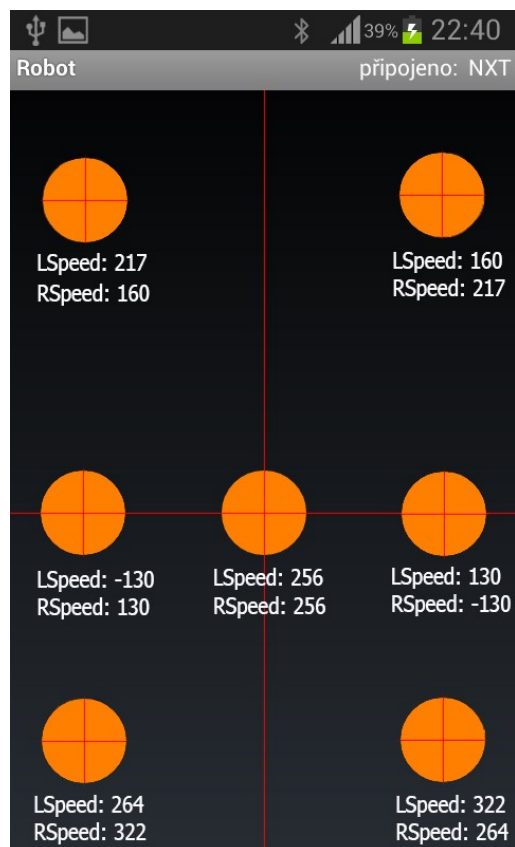 39% 22:40
Robot připojeno: NXT
LSpeed: 217
RSpeed: 160
LSpeed: 160
RSpeed: 217
LSpeed: -130
RSpeed: 130
LSpeed: 256
RSpeed: 256
LSpeed: 130
RSpeed: -130
LSpeed: 264
RSpeed: 322
LSpeed: 322
RSpeed: 264